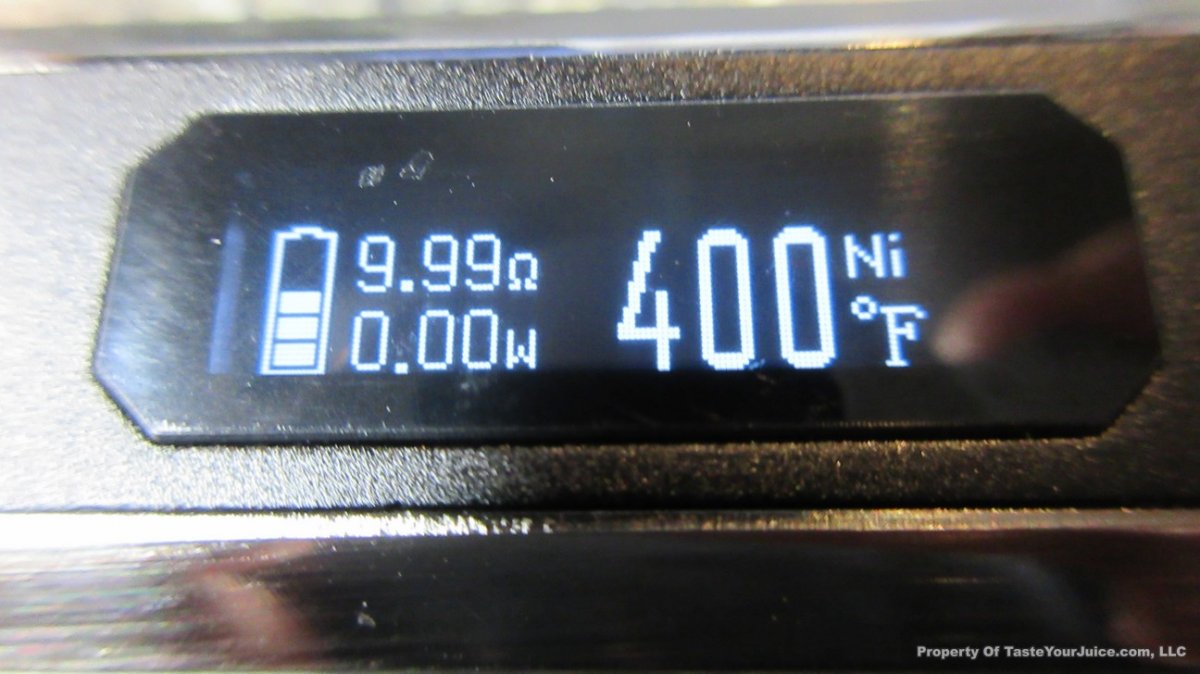 9.99Ω
0.00W
400 Ni
°F
Property Of TasteYourJuice.com, LLC